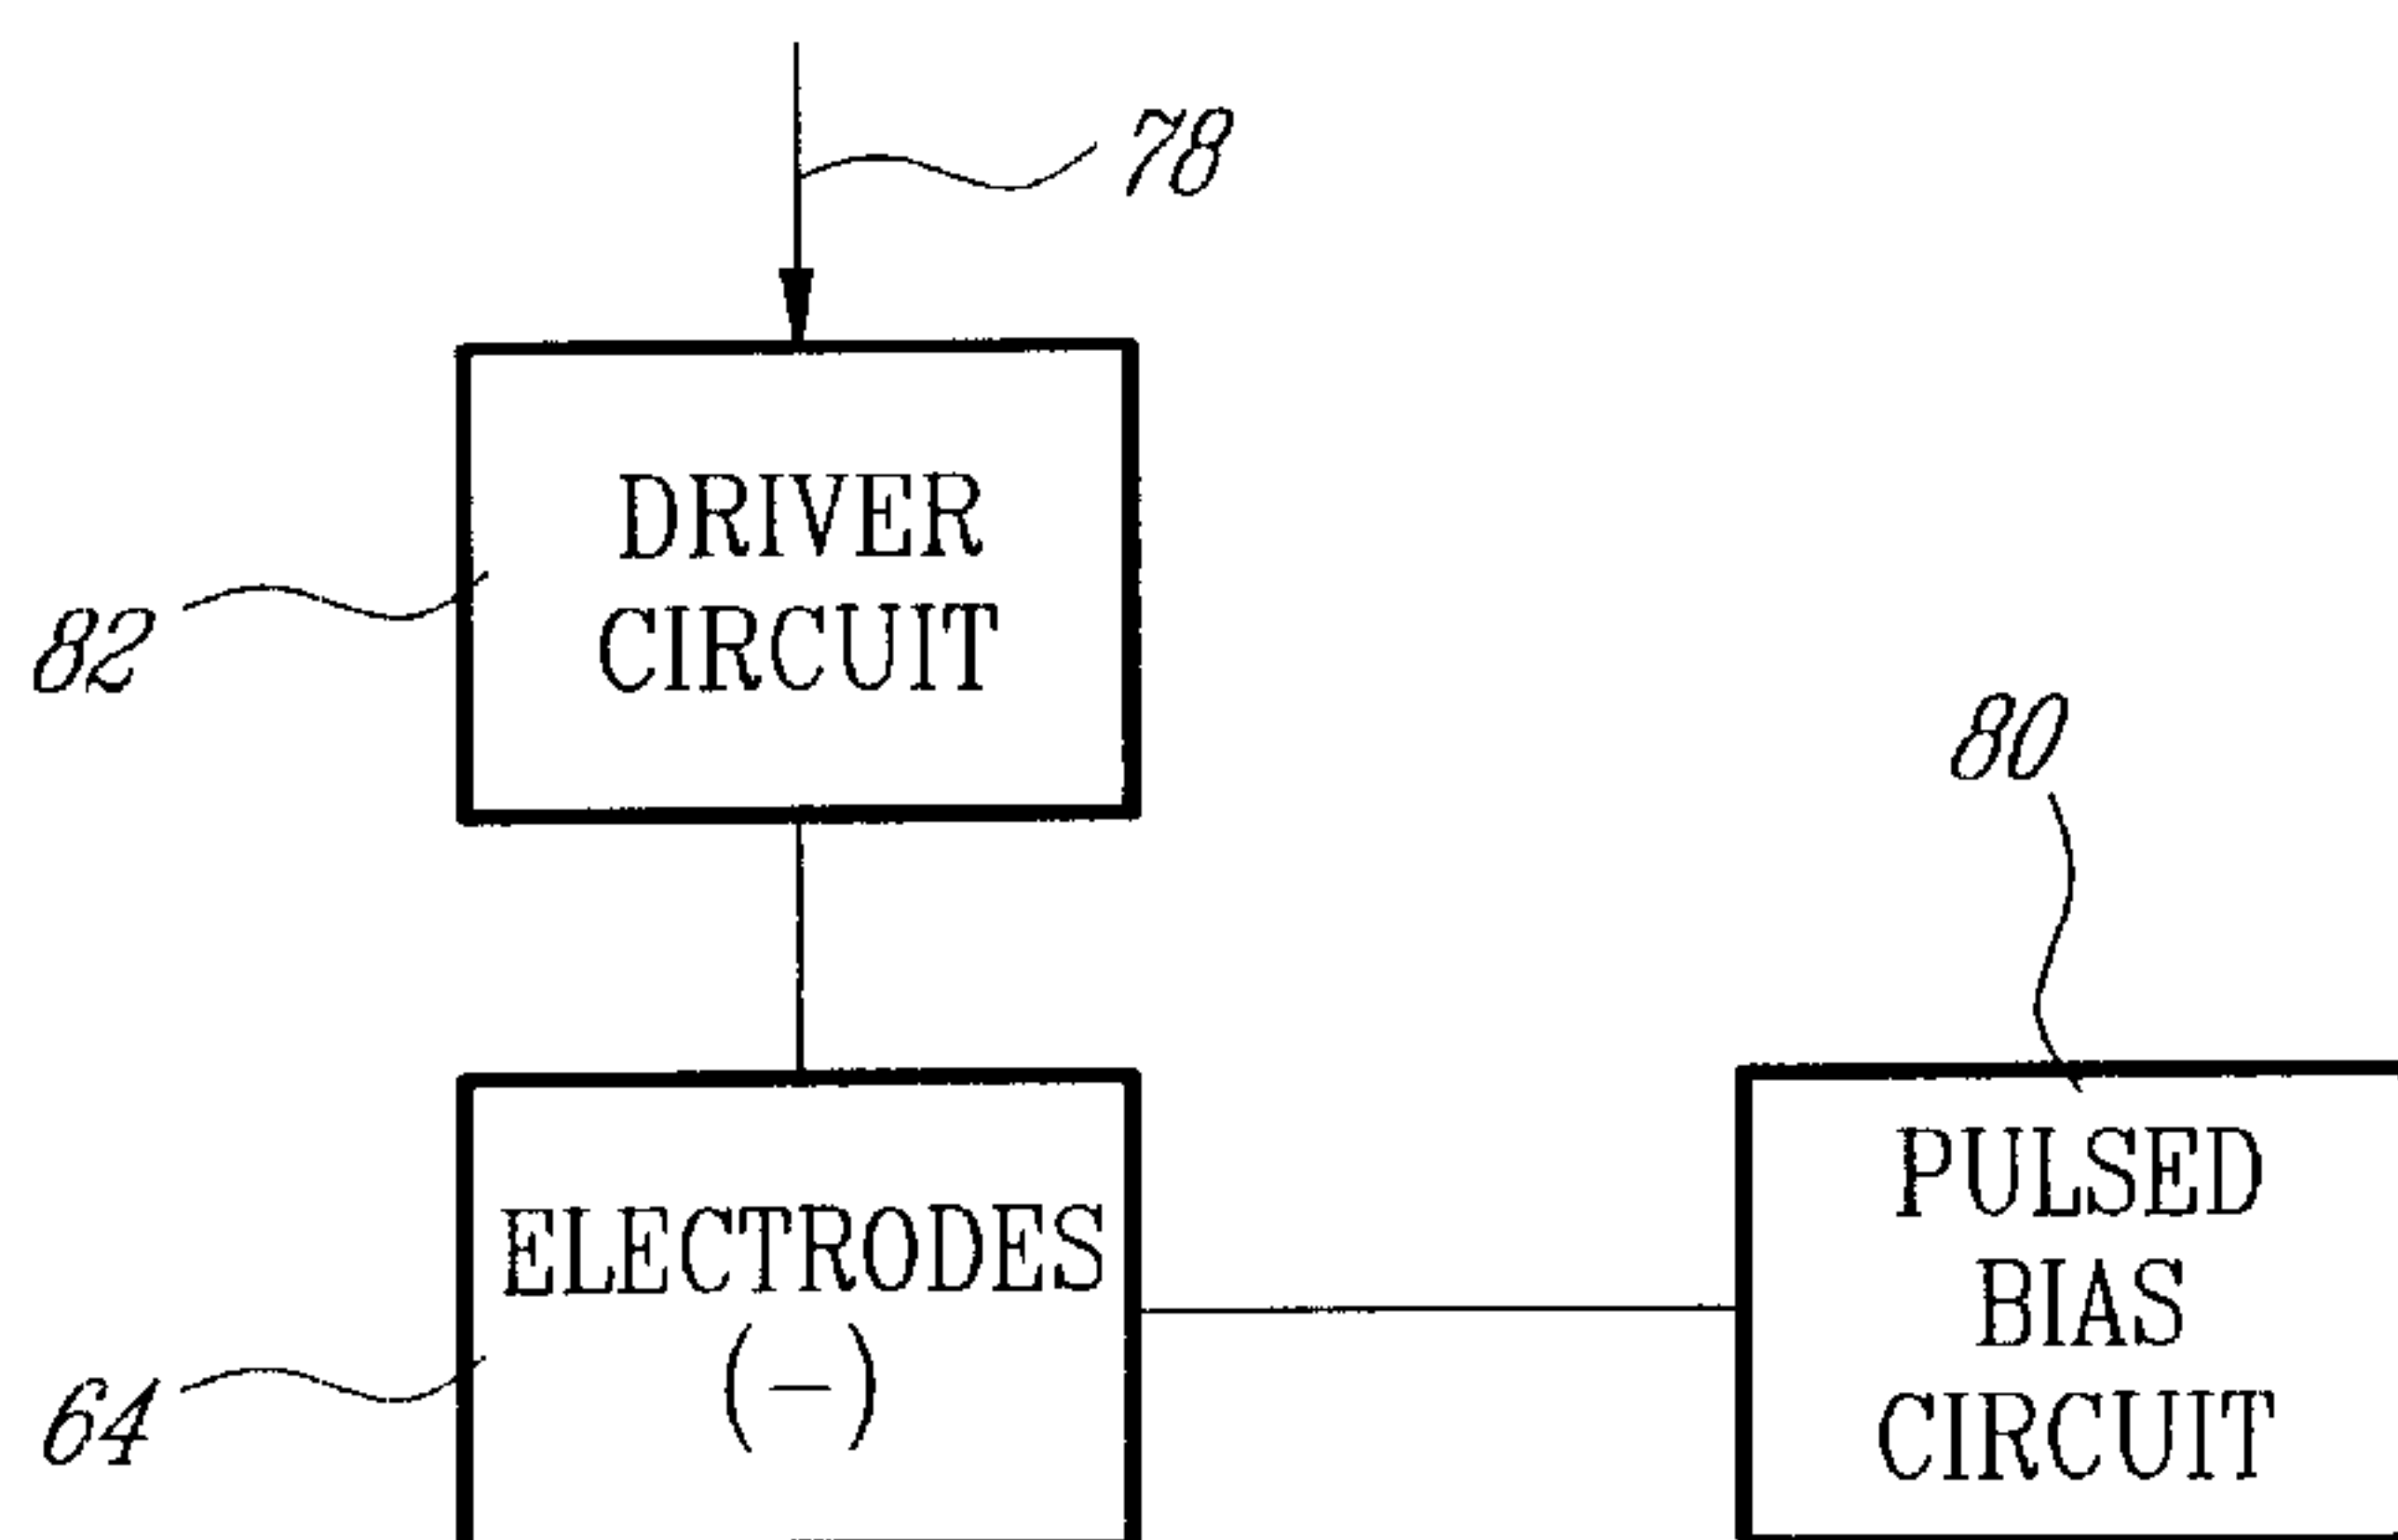 78
DRIVER
CIRCUIT
82
80
ELECTRODES
(−)
64
PULSED
BIAS
CIRCUIT